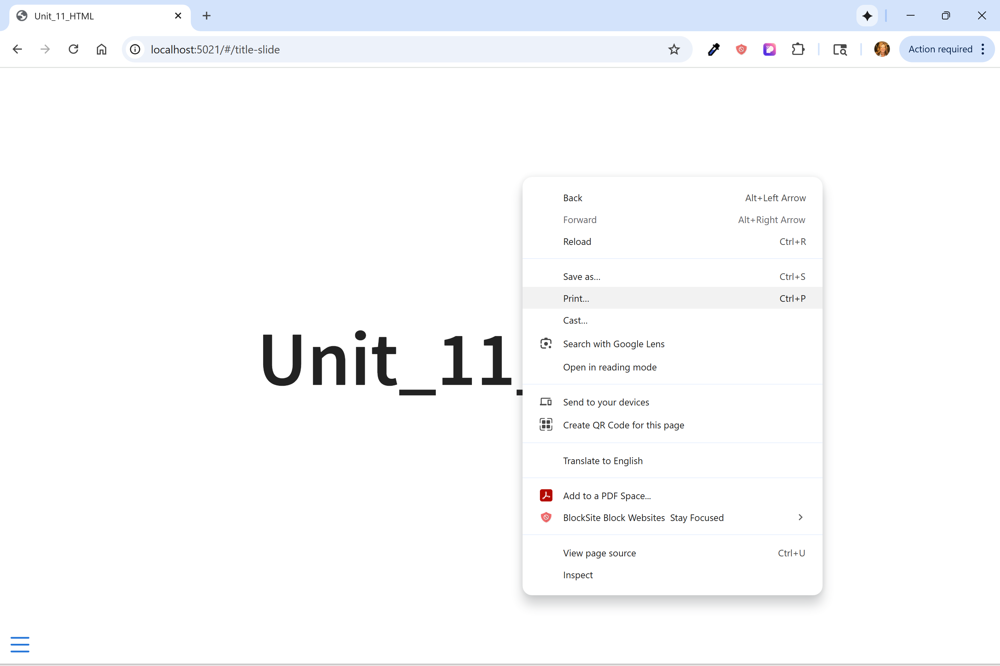 Unit_11_HTML
localhost:5021/#/title-slide
Action required
Back Alt+Left Arrow
Forward Alt+Right Arrow
Reload Ctrl+R
Save as... Ctrl+S
Print... Ctrl+P
Cast...
Search with Google Lens
Open in reading mode
Unit_11_
Send to your devices
Create QR Code for this page
Translate to English
Add to a PDF Space...
BlockSite Block Websites  Stay Focused
View page source Ctrl+U
Inspect